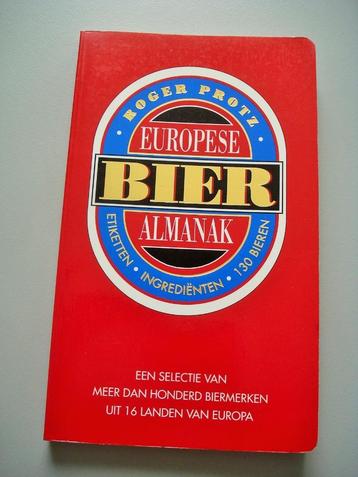 ROGER PROTZ
EUROPESE
BIER
ALMANAK
ETIKETTEN • INGREDIËNTEN • 130 BIEREN
EEN SELECTIE VAN
MEER DAN HONDERD BIERMERKEN
UIT 16 LANDEN VAN EUROPA